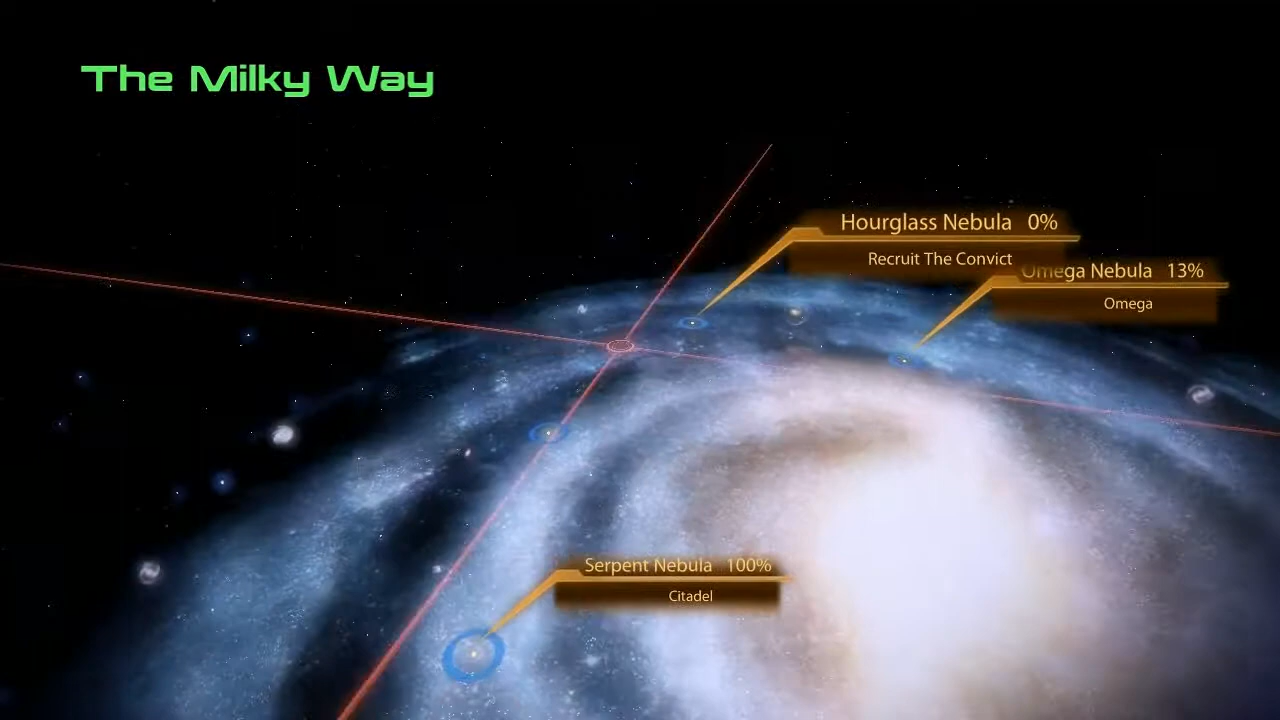 The Milky Way
Hourglass Nebula 0%
Recruit The Convict
Omega Nebula 13%
Omega
Serpent Nebula 100%
Citadel